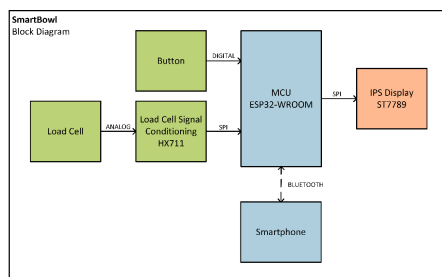 SmartBowl
Block Diagram
Button
DIGITAL
MCU
ESP32-WROOM
SPI
IPS Display
ST7789
Load Cell
ANALOG
Load Cell Signal
Conditioning
HX711
SPI
BLUETOOTH
Smartphone